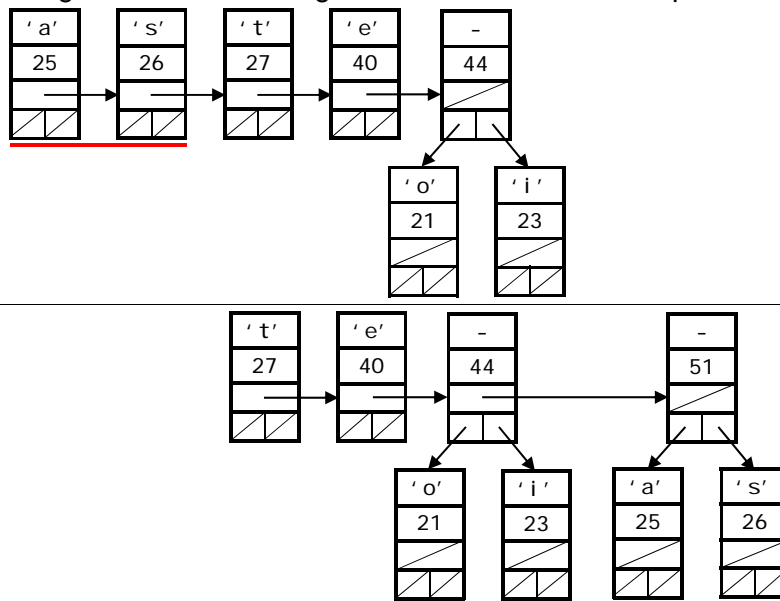 'a' 's' 't' 'e' -
25 26 27 40 44
'o' 'i'
21 23
't' 'e' - -
27 40 44 51
'o' 'i' 'a' 's'
21 23 25 26